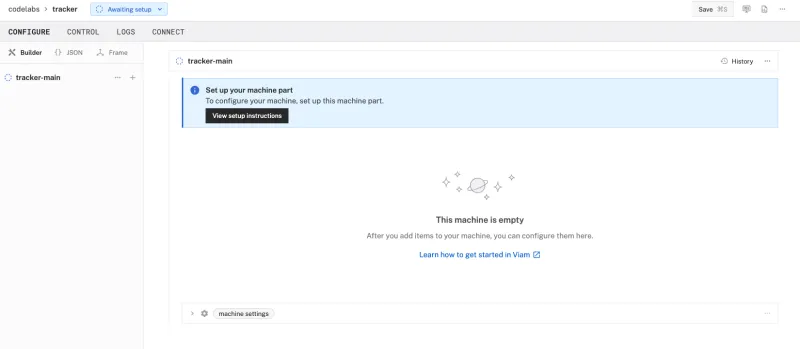 codelabs > tracker Awaiting setup Save ⌘S
CONFIGURE CONTROL LOGS CONNECT
Builder {} JSON Frame
tracker-main
tracker-main History
Set up your machine part
To configure your machine, set up this machine part.
View setup instructions
This machine is empty
After you add items to your machine, you can configure them here.
Learn how to get started in Viam
machine settings